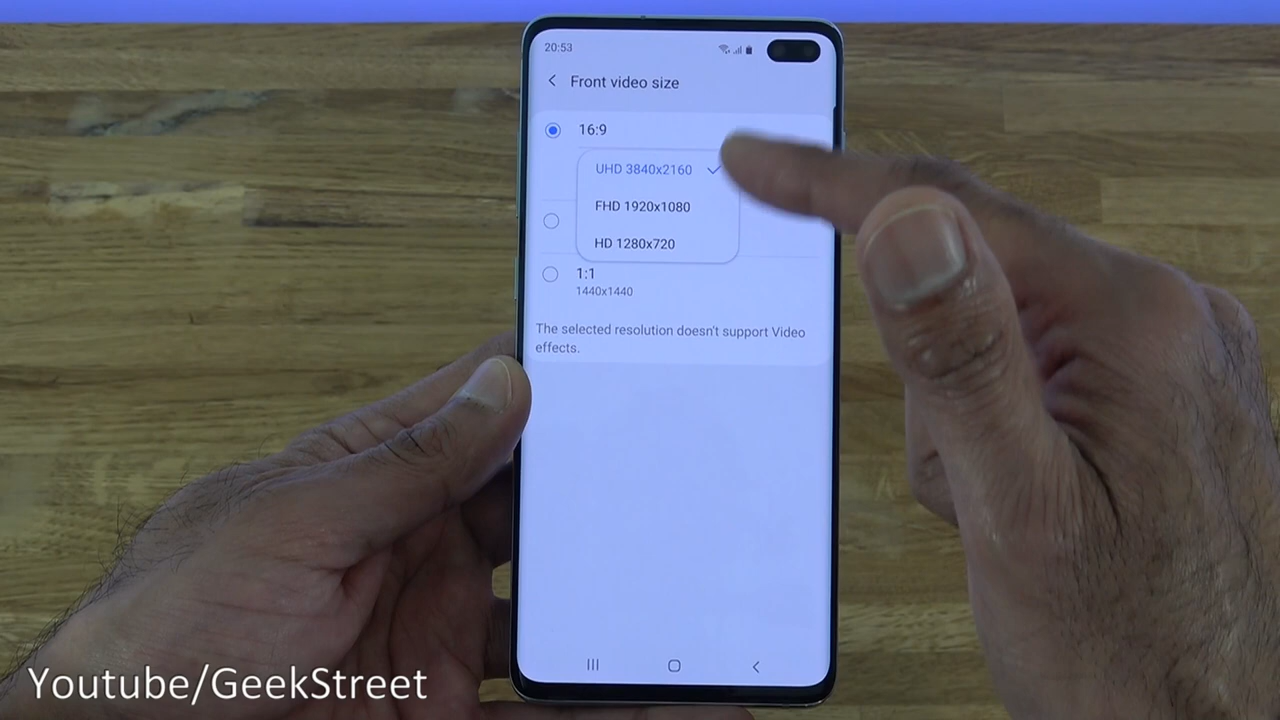 20:53
Front video size
16:9
UHD 3840x2160
FHD 1920x1080
HD 1280x720
1:1
1440x1440
The selected resolution doesn't support Video
effects.
Youtube/GeekStreet